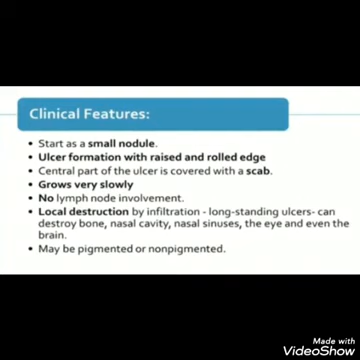 Clinical Features:
• Start as a small nodule.
• Ulcer formation with raised and rolled edge
• Central part of the ulcer is covered with a scab.
• Grows very slowly
• No lymph node involvement.
• Local destruction by infiltration - long-standing ulcers- can
destroy bone, nasal cavity, nasal sinuses, the eye and even the
brain.
• May be pigmented or nonpigmented.
Made with
VideoShow